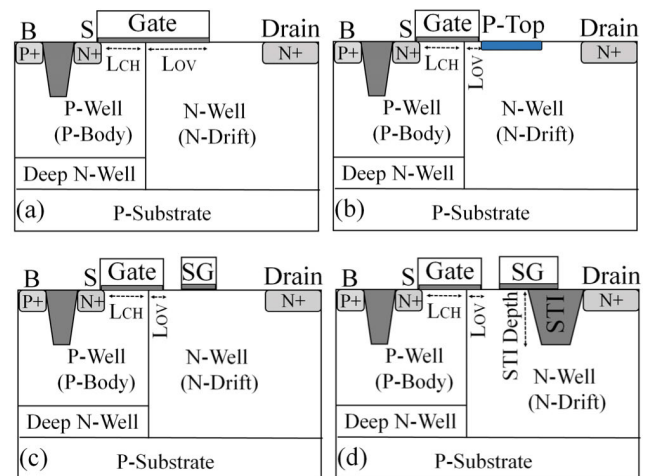 Gate
B S Drain
P+ N+ N+
LCH LOV
P-Well N-Well
(P-Body) (N-Drift)
Deep N-Well
(a) P-Substrate
Gate P-Top
B S Drain
P+ N+ N+
LCH LOV
P-Well N-Well
(P-Body) (N-Drift)
Deep N-Well
(b) P-Substrate
B S Gate SG Drain
P+ N+ N+
LCH LOV
P-Well N-Well
(P-Body) (N-Drift)
Deep N-Well
(c) P-Substrate
B S Gate SG Drain
P+ N+ N+
LCH LOV STI Depth STI
P-Well N-Well
(P-Body) (N-Drift)
Deep N-Well
(d) P-Substrate